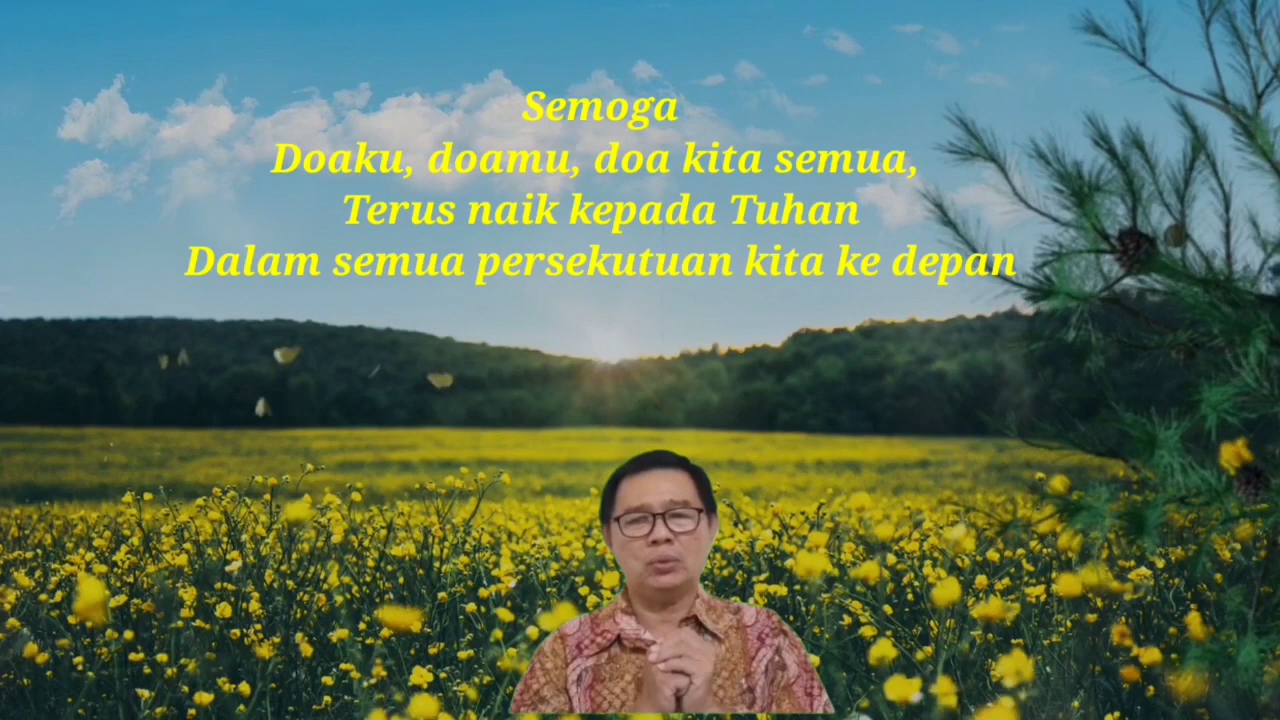 Semoga
Doaku, doamu, doa kita semua,
Terus naik kepada Tuhan
Dalam semua persekutuan kita ke depan